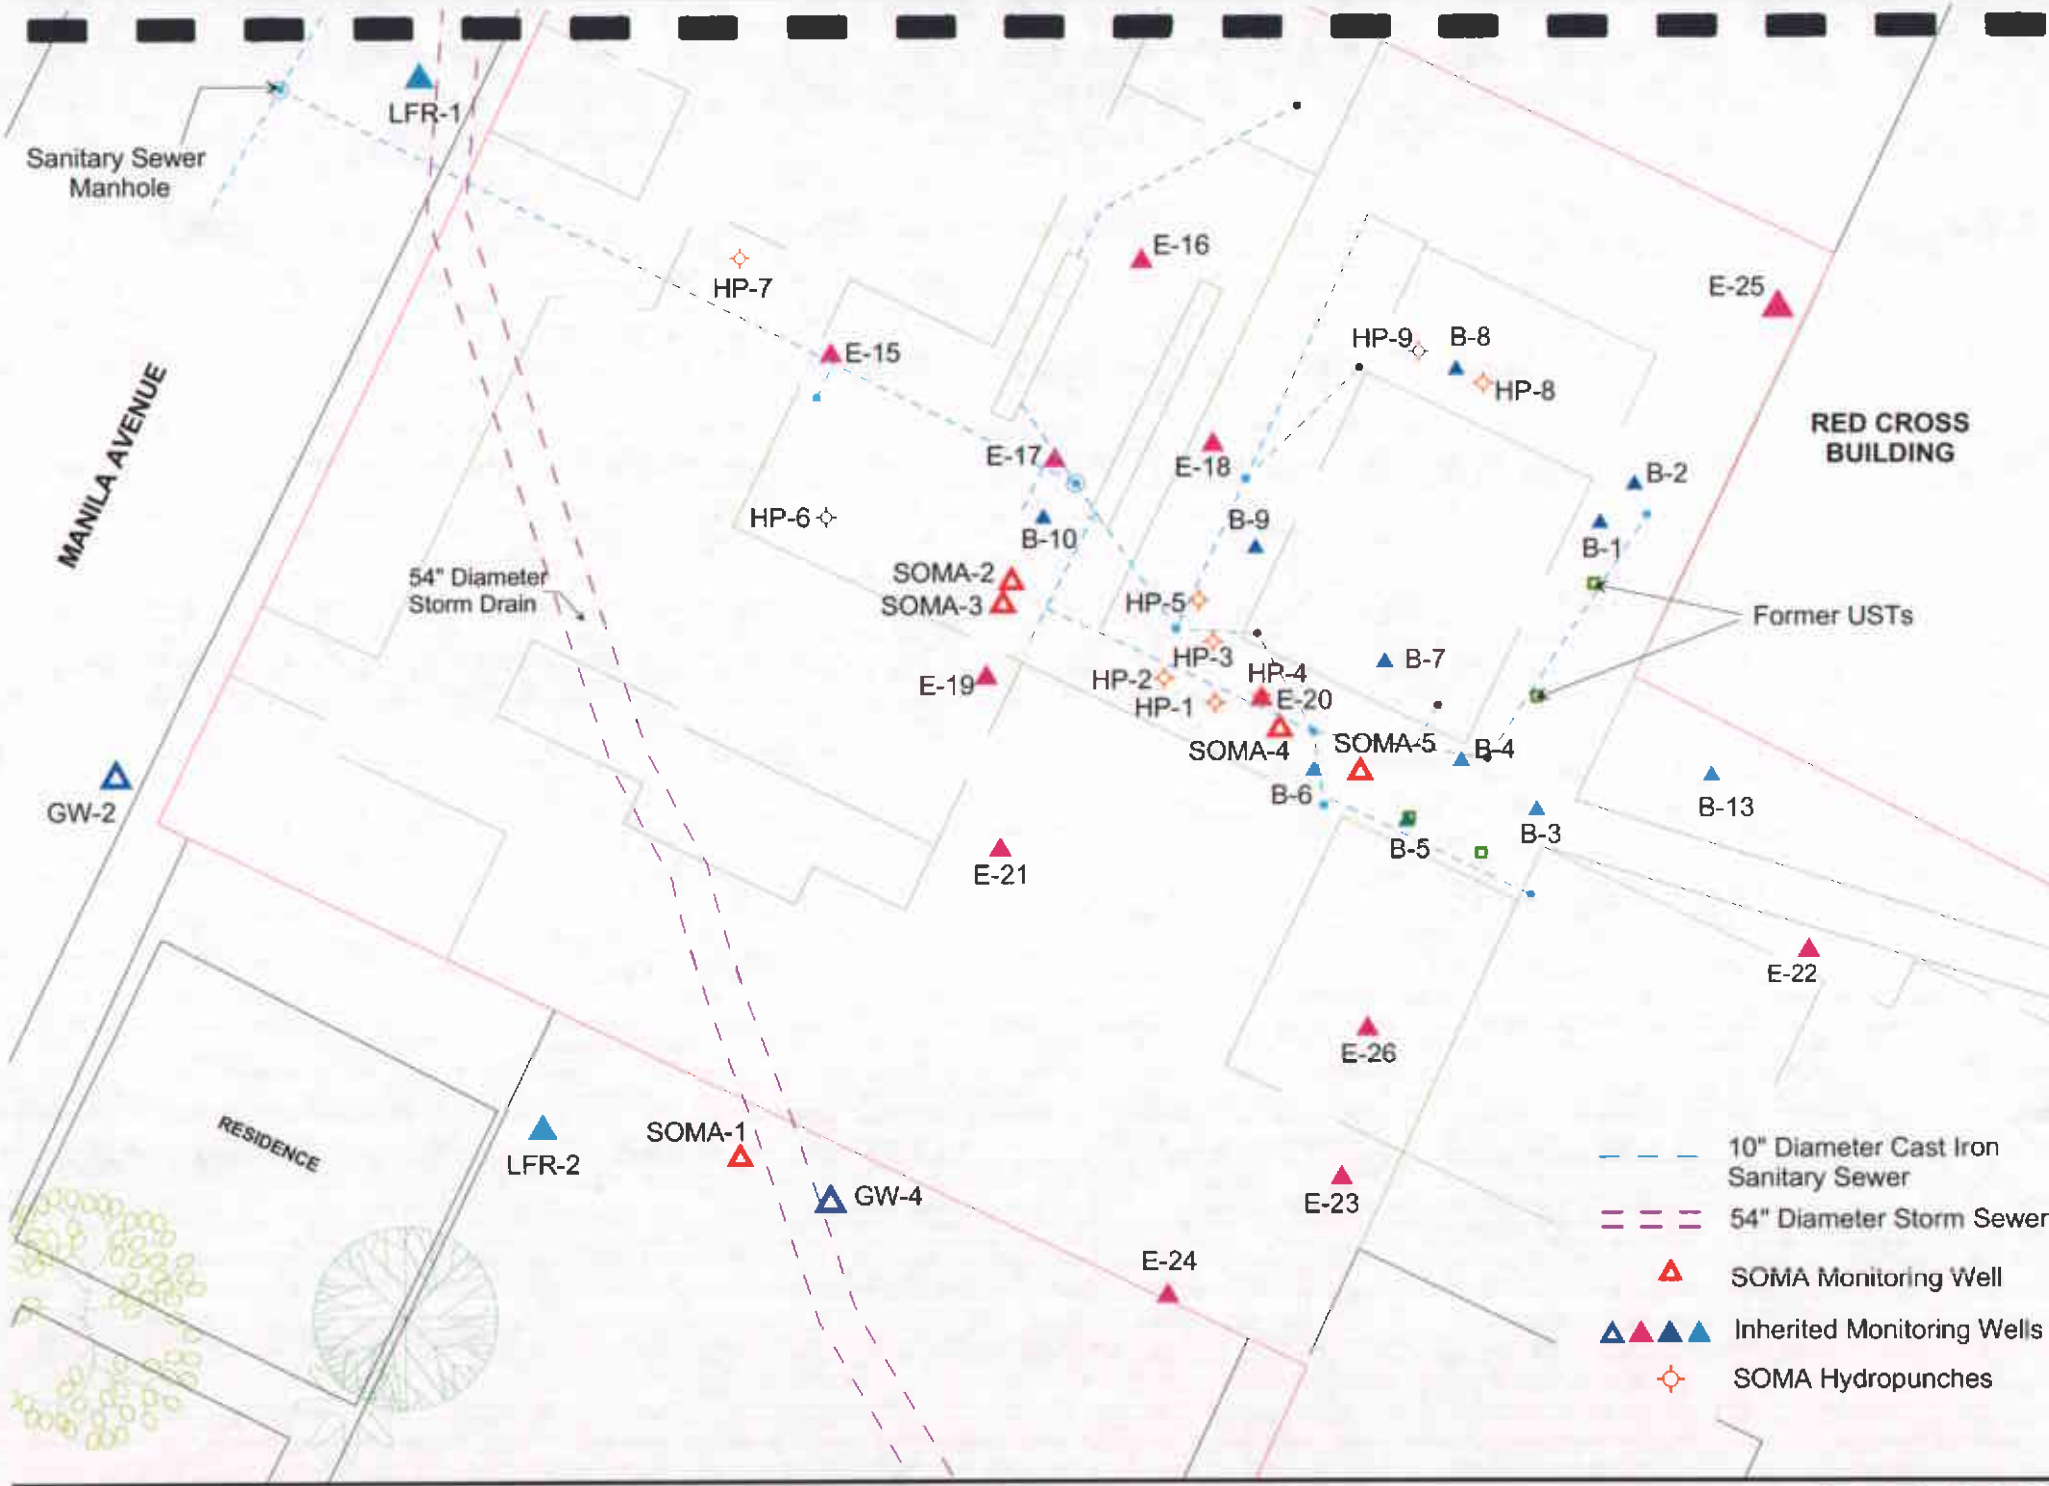 LFR-1
Sanitary Sewer
Manhole
E-16
HP-7
E-25
HP-9
B-8
E-15
HP-8
MANILA AVENUE
RED CROSS
BUILDING
E-17
E-18
B-2
HP-6
B-9
B-10
B-1
54" Diameter
Storm Drain
SOMA-2
SOMA-3
HP-5
Former USTs
HP-3
B-7
E-19
HP-2
HP-4
HP-1
E-20
SOMA-4
SOMA-5
B-4
GW-2
B-6
B-13
B-3
B-5
E-21
E-22
E-26
RESIDENCE
SOMA-1
LFR-2
GW-4
E-23
E-24
10" Diameter Cast Iron
Sanitary Sewer
54" Diameter Storm Sewer
SOMA Monitoring Well
Inherited Monitoring Wells
SOMA Hydropunches